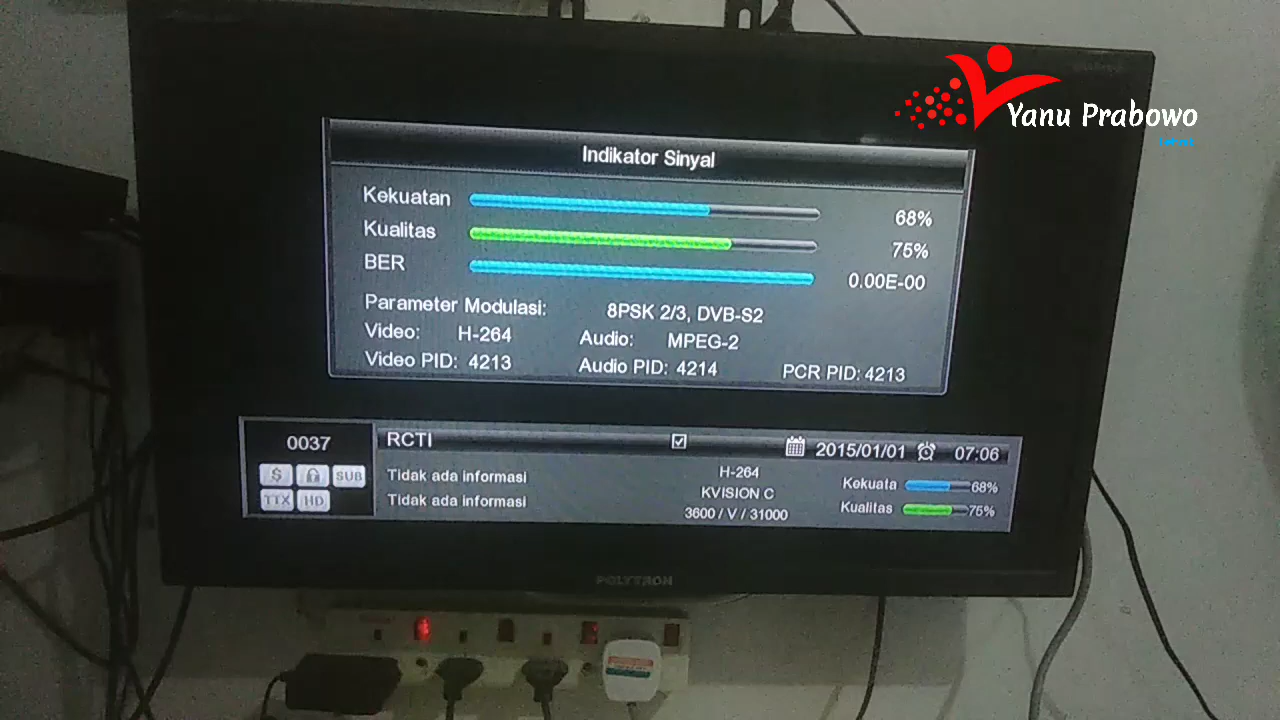 Yanu Prabowo
Indikator Sinyal
Kekuatan 68%
Kualitas 75%
BER 0.00E-00
Parameter Modulasi: 8PSK 2/3, DVB-S2
Video: H-264 Audio: MPEG-2
Video PID: 4213 Audio PID: 4214 PCR PID: 4213
0037 RCTI 2015/01/01 07:06
$ SUB
TTX HD
Tidak ada informasi H-264 Kekuata 68%
Tidak ada informasi KVISION C Kualitas 75%
3600 / V / 31000
POLYTRON